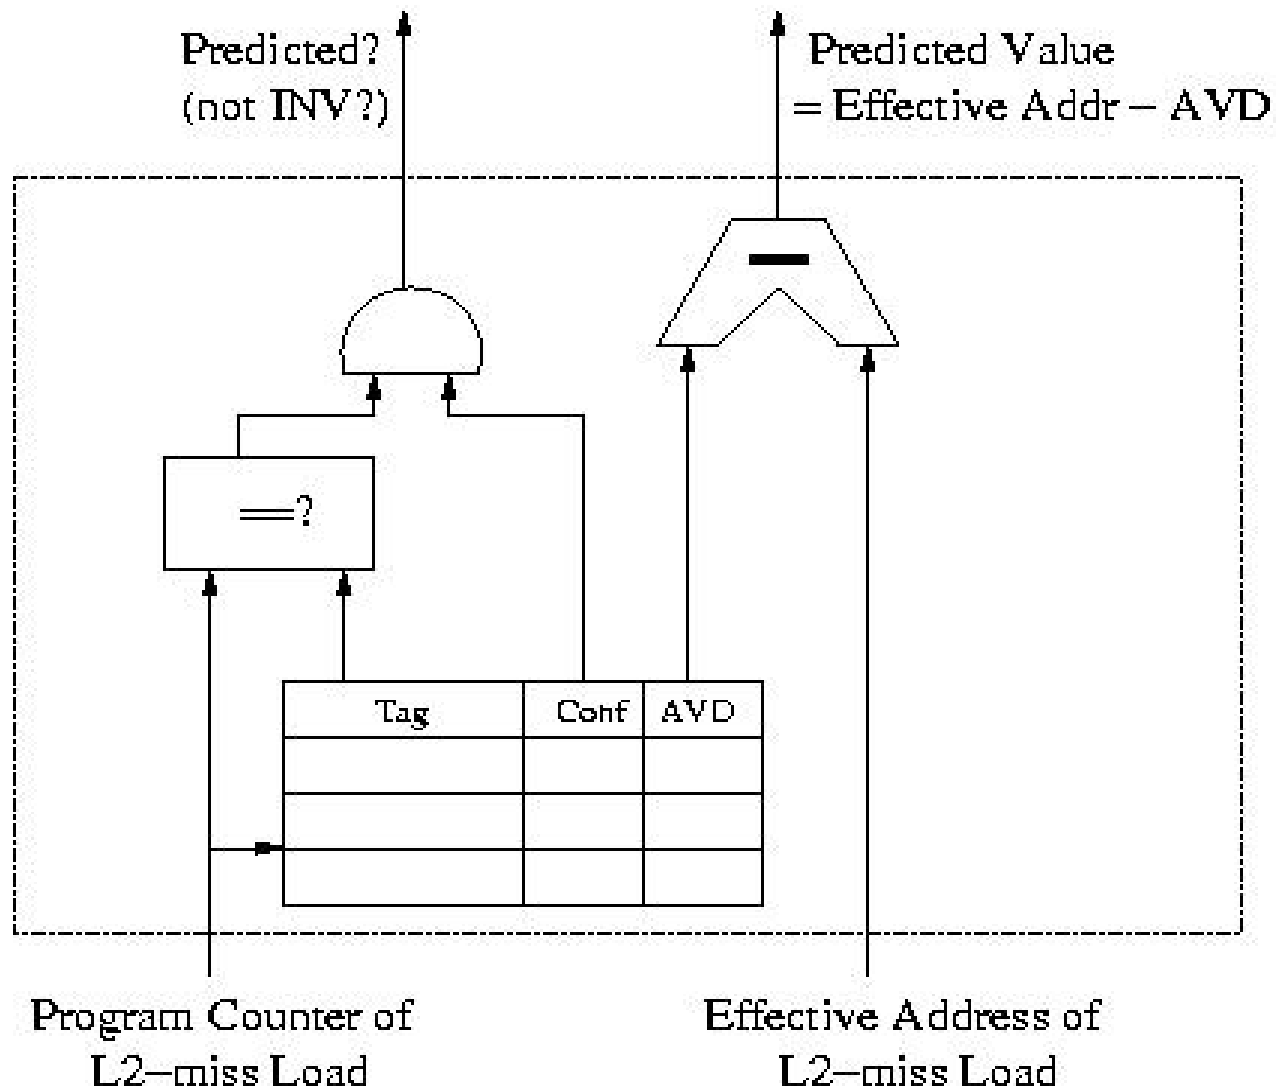 Predicted?
(not INV?)
Predicted Value
= Effective Addr – AVD
==?
Tag
Conf
AVD
Program Counter of
L2–miss Load
Effective Address of
L2–miss Load